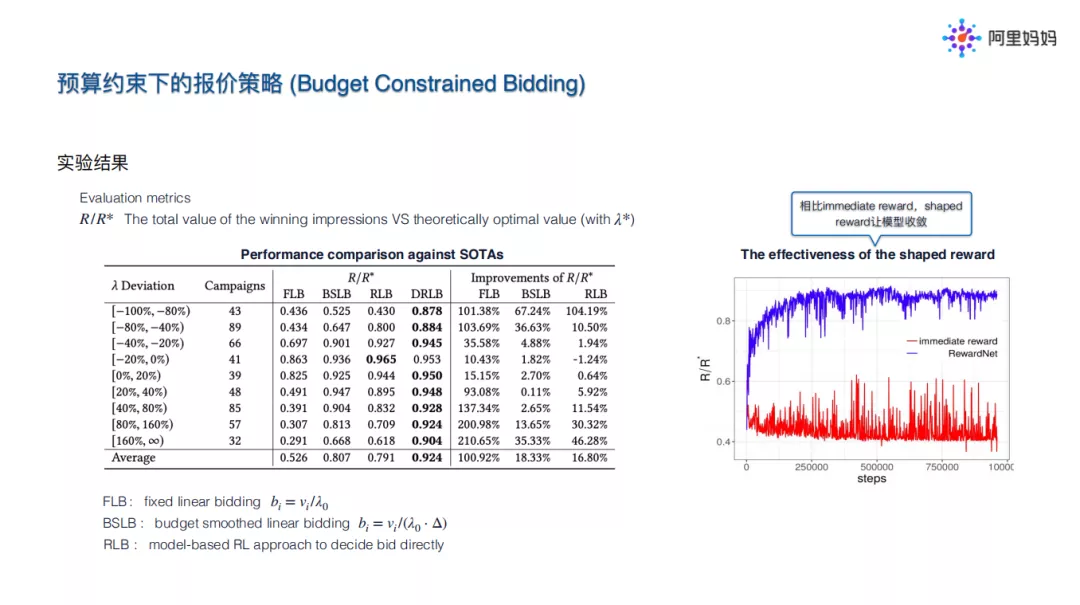 阿里妈妈
预算约束下的报价策略 (Budget Constrained Bidding)
实验结果
Evaluation metrics
R/R* The total value of the winning impressions VS theoretically optimal value (with λ*)
Performance comparison against SOTAs
λ Deviation Campaigns R/R* Improvements of R/R*
FLB BSLB RLB DRLB FLB BSLB RLB
[−100%, −80%) 43 0.436 0.525 0.430 0.878 101.38% 67.24% 104.19%
[−80%, −40%) 89 0.434 0.647 0.800 0.884 103.69% 36.63% 10.50%
[−40%, −20%) 66 0.697 0.901 0.927 0.945 35.58% 4.88% 1.94%
[−20%, 0%) 41 0.863 0.936 0.965 0.953 10.43% 1.82% -1.24%
[0%, 20%) 39 0.825 0.925 0.944 0.950 15.15% 2.70% 0.64%
[20%, 40%) 48 0.491 0.947 0.895 0.948 93.08% 0.11% 5.92%
[40%, 80%) 85 0.391 0.904 0.832 0.928 137.34% 2.65% 11.54%
[80%, 160%) 57 0.307 0.813 0.709 0.924 200.98% 13.65% 30.32%
[160%, ∞) 32 0.291 0.668 0.618 0.904 210.65% 35.33% 46.28%
Average 0.526 0.807 0.791 0.924 100.92% 18.33% 16.80%
FLB： fixed linear bidding b_i = v_i/λ_0
BSLB： budget smoothed linear bidding b_i = v_i/(λ_0 · Δ)
RLB： model-based RL approach to decide bid directly
相比immediate reward，shaped
reward让模型收敛
The effectiveness of the shaped reward
R/R*
0.8
0.6
0.4
immediate reward
RewardNet
0 250000 500000 750000 10000
steps